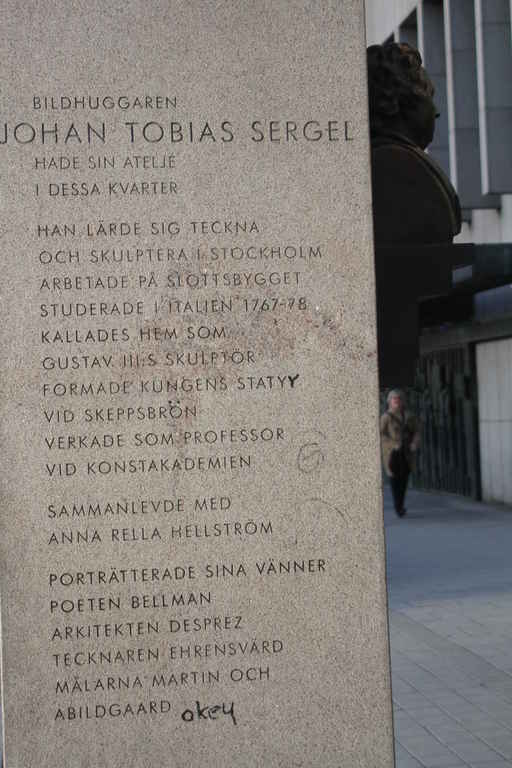 BILDHUGGAREN
JOHAN TOBIAS SERGEL
HADE SIN ATELJE
I DESSA KVARTER
HAN LÄRDE SIG TECKNA
OCH SKULPTERA I STOCKHOLM
ARBETADE PÅ SLOTTSBYGGET
STUDERADE I ITALIEN 1767-78
KALLADES HEM SOM
GUSTAV III:S SKULPTÖR
FORMADE KUNGENS STATYY
VID SKEPPSBRÖN
VERKADE SOM PROFESSOR
VID KONSTAKADEMIEN
SAMMANLEVDE MED
ANNA RELLA HELLSTRÖM
PORTRÄTTERADE SINA VÄNNER
POETEN BELLMAN
ARKITEKTEN DESPREZ
TECKNAREN EHRENSVÄRD
MÅLARNA MARTIN OCH
ABILDGAARD okey